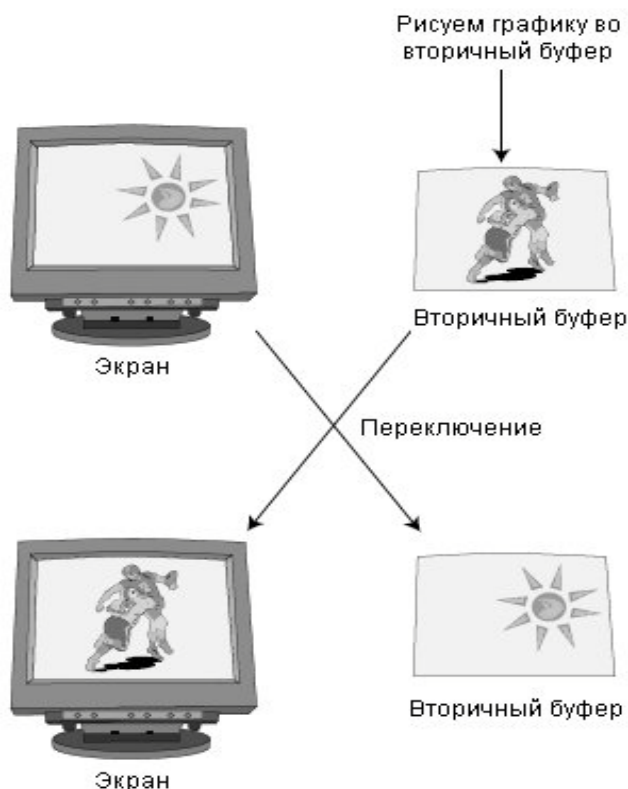 Рисуем графику во
вторичный буфер
Вторичный буфер
Экран
Переключение
Вторичный буфер
Экран